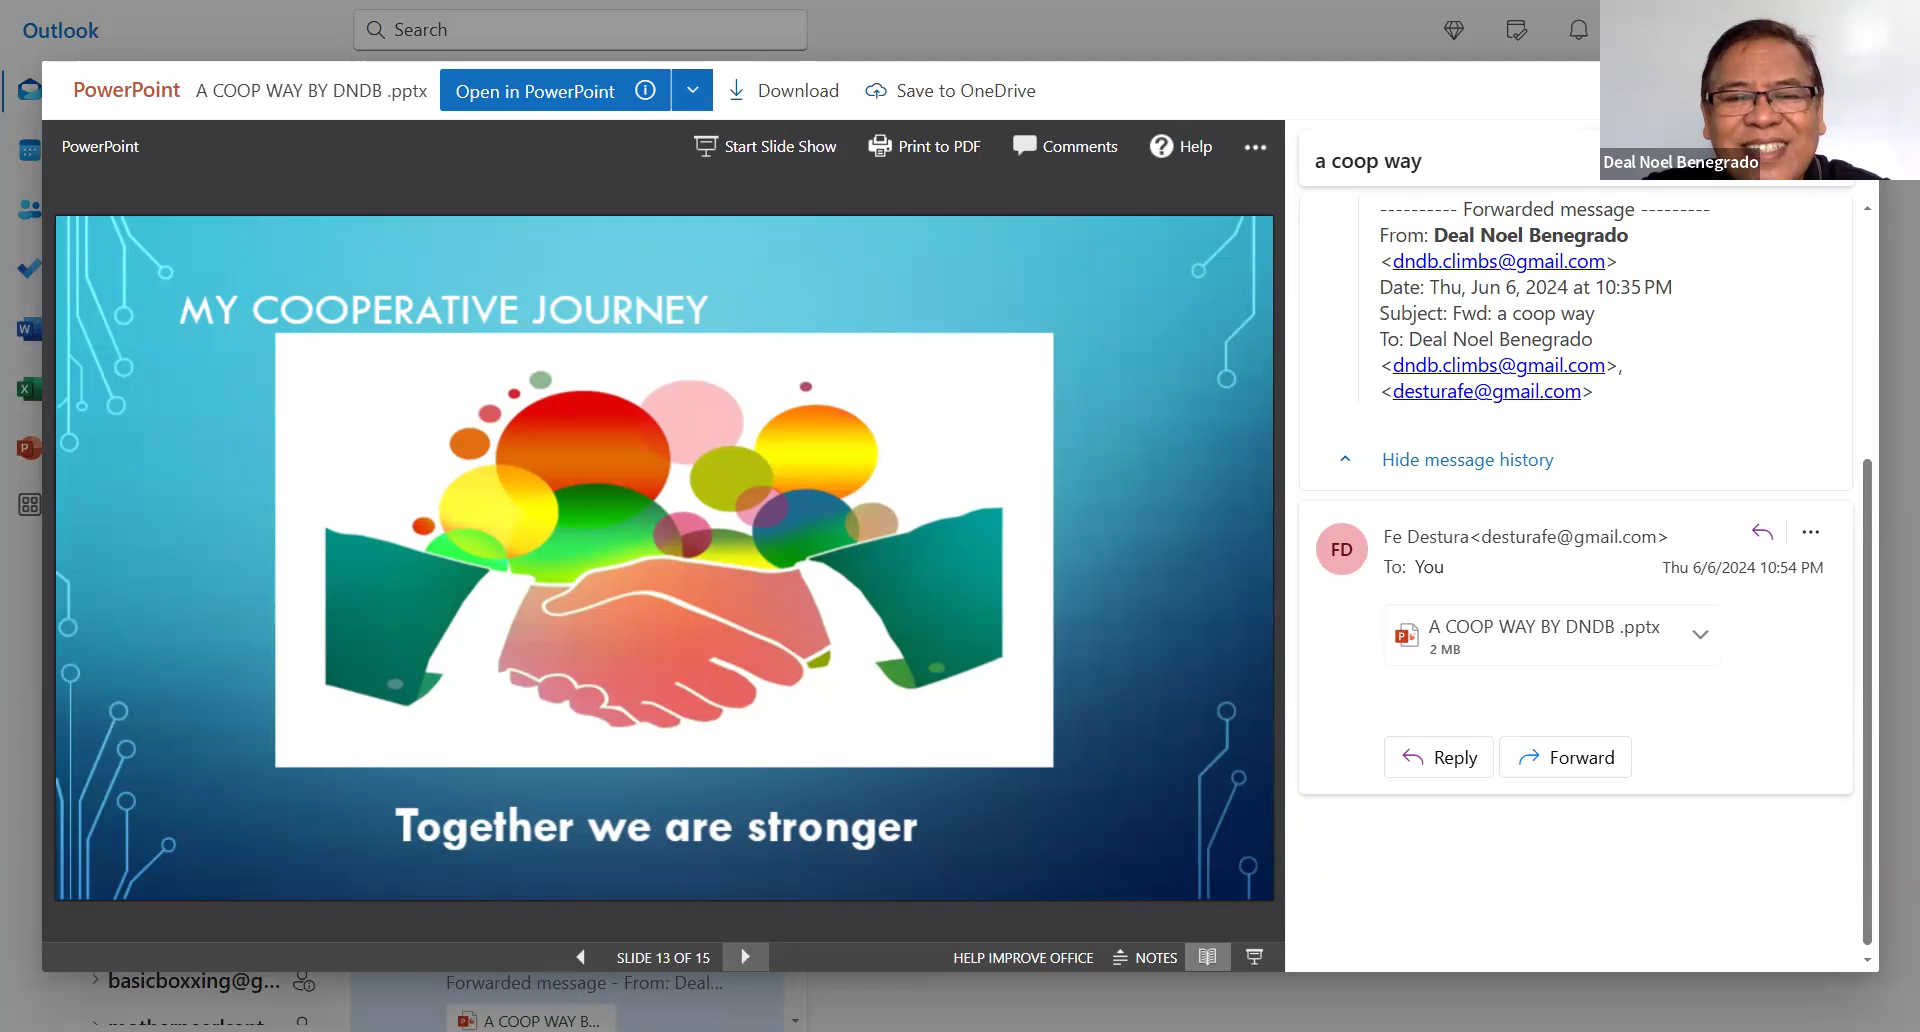 Outlook
Search
PowerPoint A COOP WAY BY DNDB .pptx Open in PowerPoint Download Save to OneDrive
PowerPoint Start Slide Show Print to PDF Comments Help
MY COOPERATIVE JOURNEY
Together we are stronger
SLIDE 13 OF 15 HELP IMPROVE OFFICE NOTES
Deal Noel Benegrado
a coop way
---------- Forwarded message ---------
From: Deal Noel Benegrado
<dndb.climbs@gmail.com>
Date: Thu, Jun 6, 2024 at 10:35 PM
Subject: Fwd: a coop way
To: Deal Noel Benegrado
<dndb.climbs@gmail.com>,
<desturafe@gmail.com>
Hide message history
FD
Fe Destura<desturafe@gmail.com>
To: You
Thu 6/6/2024 10:54 PM
A COOP WAY BY DNDB .pptx
2 MB
Reply Forward
basicboxxing@g...
Forwarded message - From: Deal...
A COOP WAY B...